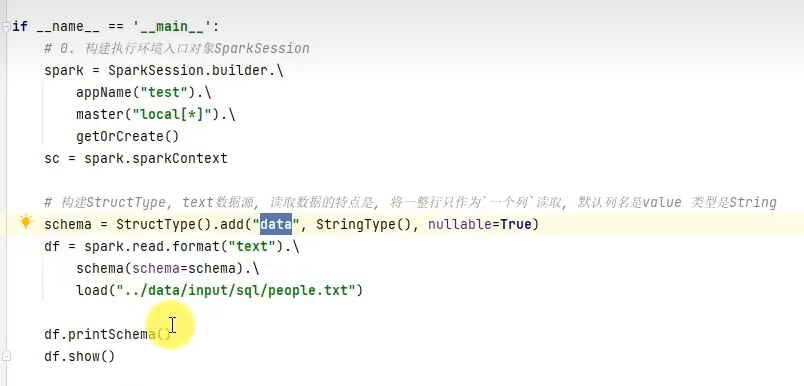 if __name__ == '__main__':
# 0. 构建执行环境入口对象SparkSession
spark = SparkSession.builder.\
appName("test").\
master("local[*]").\
getOrCreate()
sc = spark.sparkContext
# 构建StructType, text数据源, 读取数据的特点是, 将一整行只作为`一个列`读取, 默认列名是value 类型是String
schema = StructType().add("data", StringType(), nullable=True)
df = spark.read.format("text").\
schema(schema=schema).\
load("../data/input/sql/people.txt")
df.printSchema()
df.show()